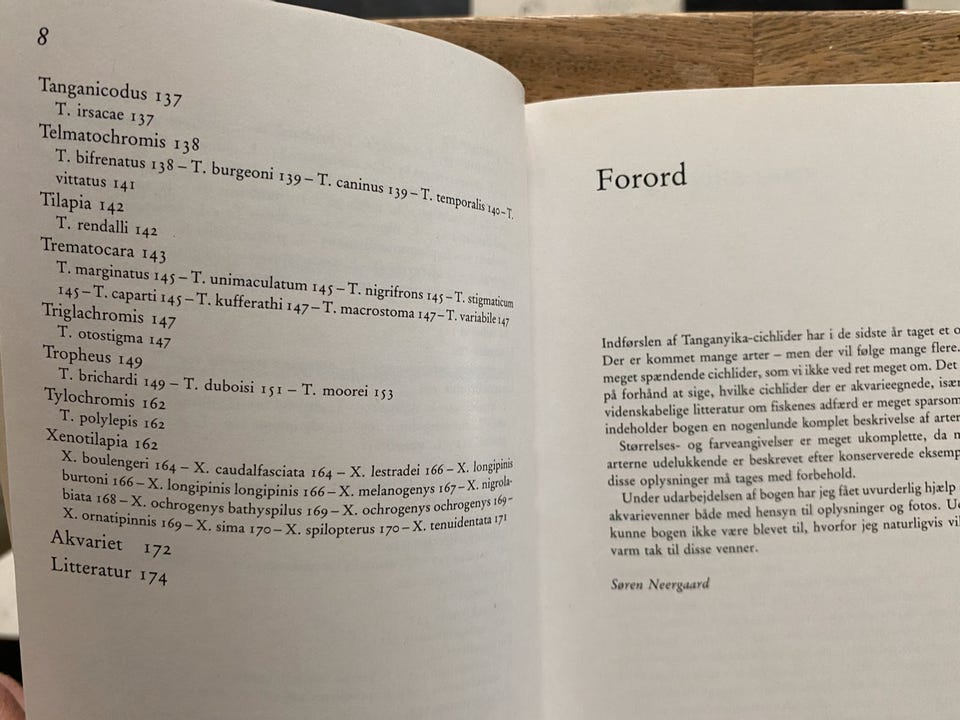 8
Tanganicodus 137
T. irsacae 137
Telmatochromis 138
T. bifrenatus 138 – T. burgeoni 139 – T. caninus 139 – T. temporalis 140 – T.
vittatus 141
Tilapia 142
T. rendalli 142
Trematocara 143
T. marginatus 145 – T. unimaculatum 145 – T. nigrifrons 145 – T. stigmaticum
145 – T. caparti 145 – T. kufferathi 147 – T. macrostoma 147 – T. variabile 147
Triglachromis 147
T. otostigma 147
Tropheus 149
T. brichardi 149 – T. duboisi 151 – T. moorei 153
Tylochromis 162
T. polylepis 162
Xenotilapia 162
X. boulengeri 164 – X. caudalfasciata 164 – X. lestradei 166 – X. longipinis
burtoni 166 – X. longipinis longipinis 166 – X. melanogenys 167 – X. nigrola-
biata 168 – X. ochrogenys bathyspilus 169 – X. ochrogenys ochrogenys 169 –
X. ornatipinnis 169 – X. sima 170 – X. spilopterus 170 – X. tenuidentata 171
Akvariet 172
Litteratur 174
Forord
Indførslen af Tanganyika-cichlider har i de sidste år taget et
Der er kommet mange arter – men der vil følge mange flere.
meget spændende cichlider, som vi ikke ved ret meget om. Det
på forhånd at sige, hvilke cichlider der er akvarieegnede, især
videnskabelige litteratur om fiskenes adfærd er meget sparsom
indeholder bogen en nogenlunde komplet beskrivelse af arter
Størrelses- og farveangivelser er meget ukomplette, da
arterne udelukkende er beskrevet efter konserverede eksemp
disse oplysninger må tages med forbehold.
Under udarbejdelsen af bogen har jeg fået uvurderlig hjælp
akvarievenner både med hensyn til oplysninger og fotos.
kunne bogen ikke være blevet til, hvorfor jeg naturligvis
varm tak til disse venner.
Søren Neergaard